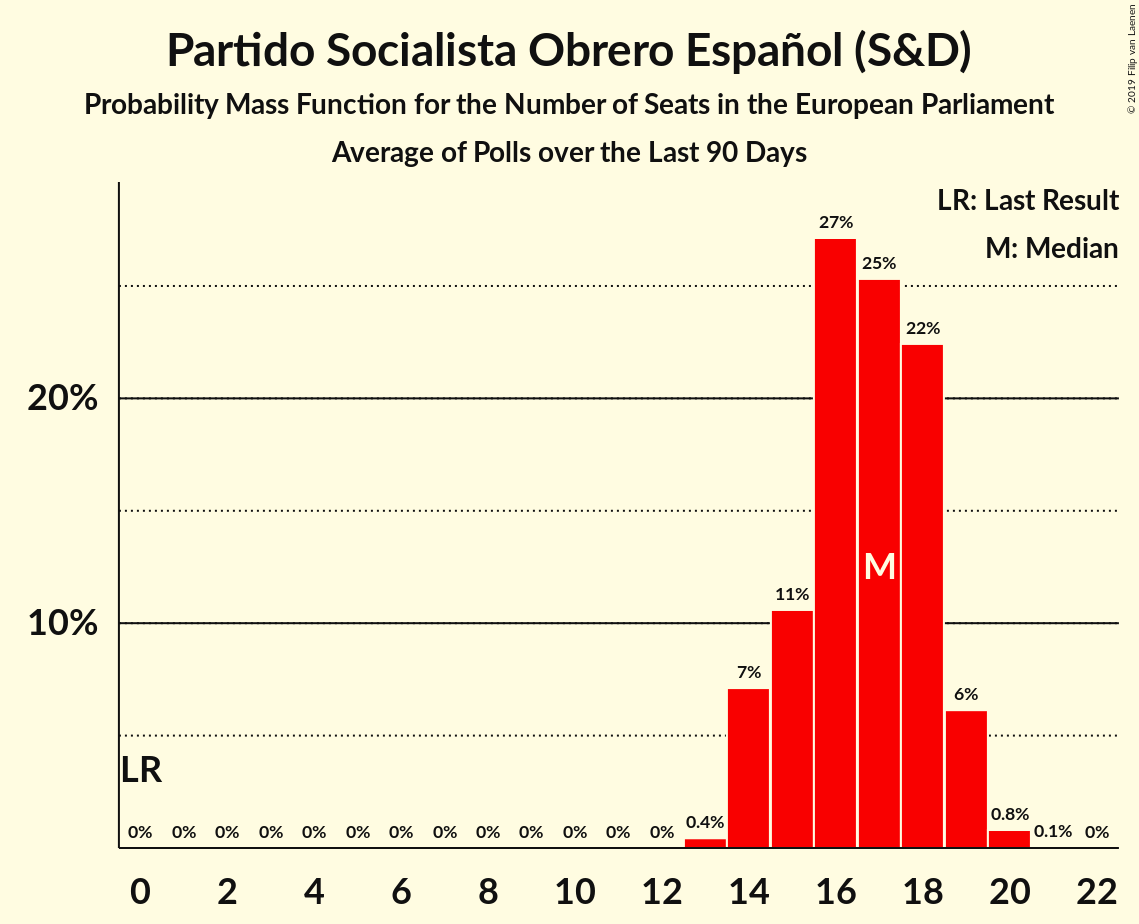 Partido Socialista Obrero Español (S&D)
Probability Mass Function for the Number of Seats in the European Parliament
Average of Polls over the Last 90 Days
© 2019 Filip van Laenen
LR: Last Result
M: Median
27%
25%
22%
20%
11%
10%
7%
6%
M
LR
0% 0% 0% 0% 0% 0% 0% 0% 0% 0% 0% 0% 0% 0.4% 0.8% 0.1% 0%
0 2 4 6 8 10 12 14 16 18 20 22